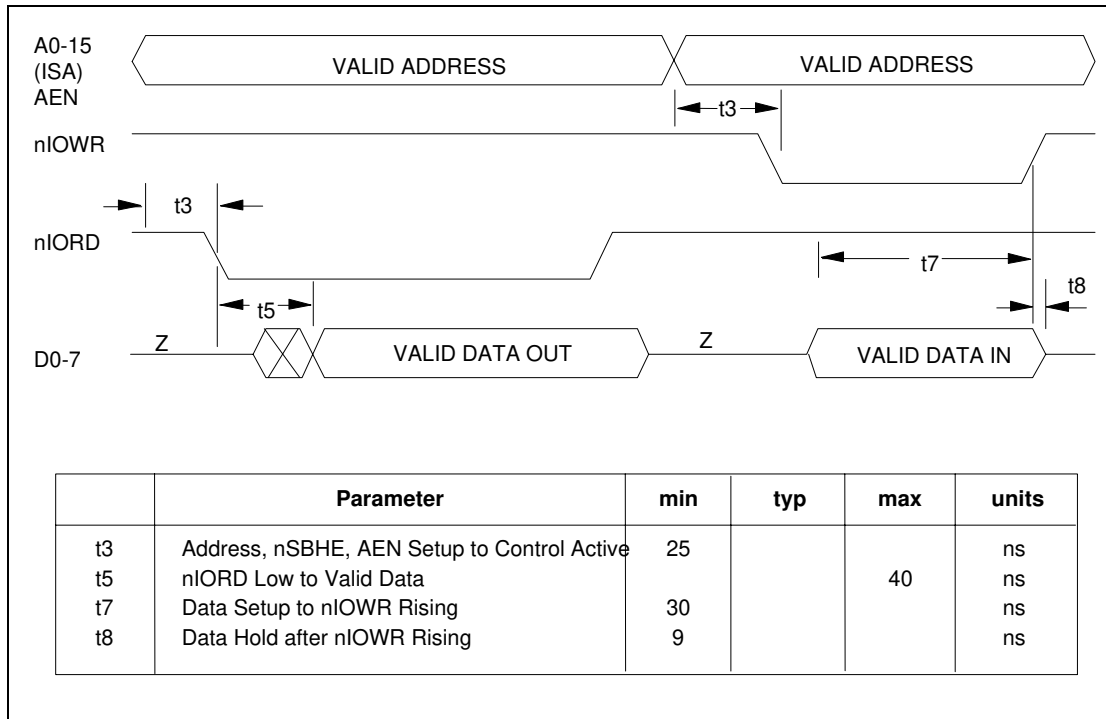 A0-15
(ISA)
AEN
VALID ADDRESS
VALID ADDRESS
t3
nIOWR
t3
nIORD
t7
t8
t5
Z
Z
D0-7
VALID DATA OUT
VALID DATA IN
Parameter min typ max units
t3 Address, nSBHE, AEN Setup to Control Active 25 ns
t5 nIORD Low to Valid Data 40 ns
t7 Data Setup to nIOWR Rising 30 ns
t8 Data Hold after nIOWR Rising 9 ns